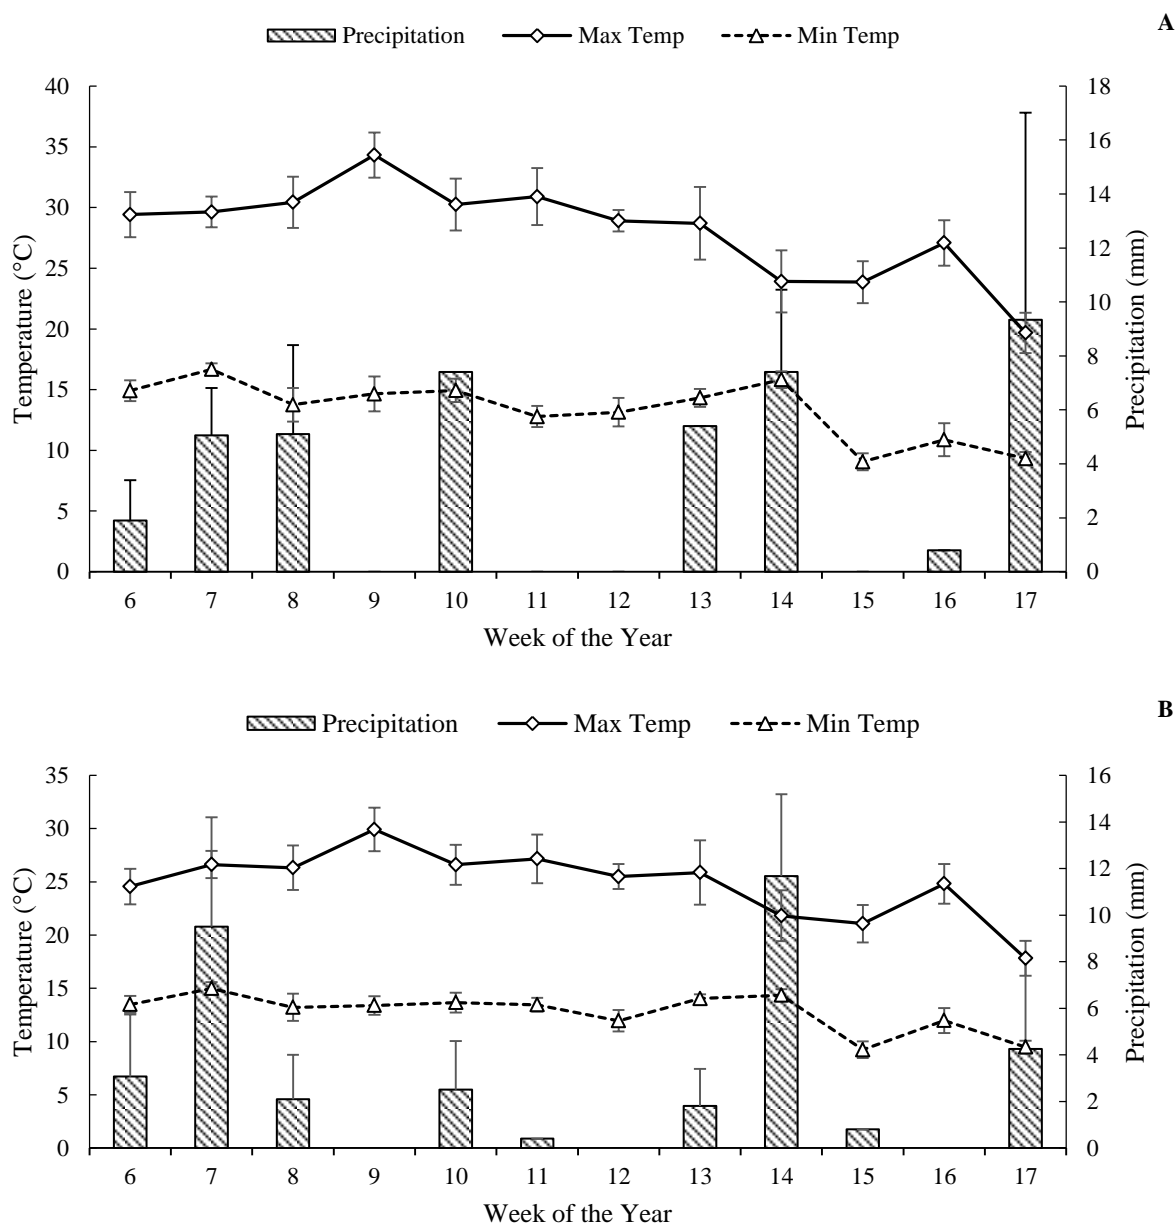 A
Precipitation Max Temp Min Temp
40 18
35 16
30 14
25 12
20 10
15 8
10 6
5 4
0 2
0
Temperature (°C)
Precipitation (mm)
6 7 8 9 10 11 12 13 14 15 16 17
Week of the Year
B
Precipitation Max Temp Min Temp
35 16
30 14
25 12
20 10
15 8
10 6
5 4
0 2
0
Temperature (°C)
Precipitation (mm)
6 7 8 9 10 11 12 13 14 15 16 17
Week of the Year